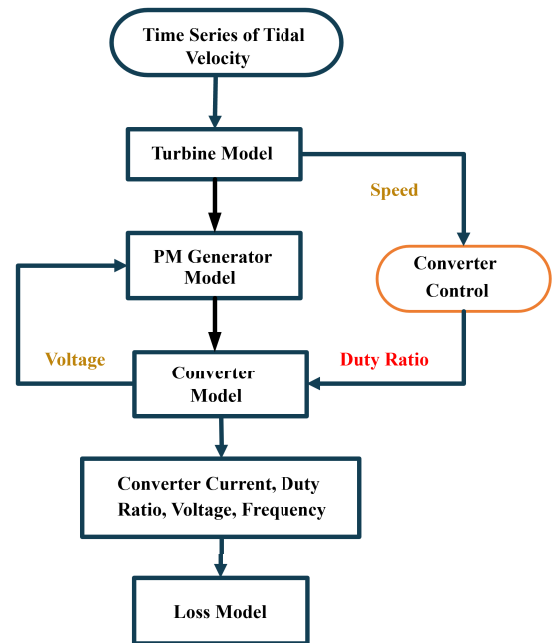 Time Series of Tidal
Velocity
Turbine Model
Speed
PM Generator
Model
Converter
Control
Voltage
Duty Ratio
Converter
Model
Converter Current, Duty
Ratio, Voltage, Frequency
Loss Model